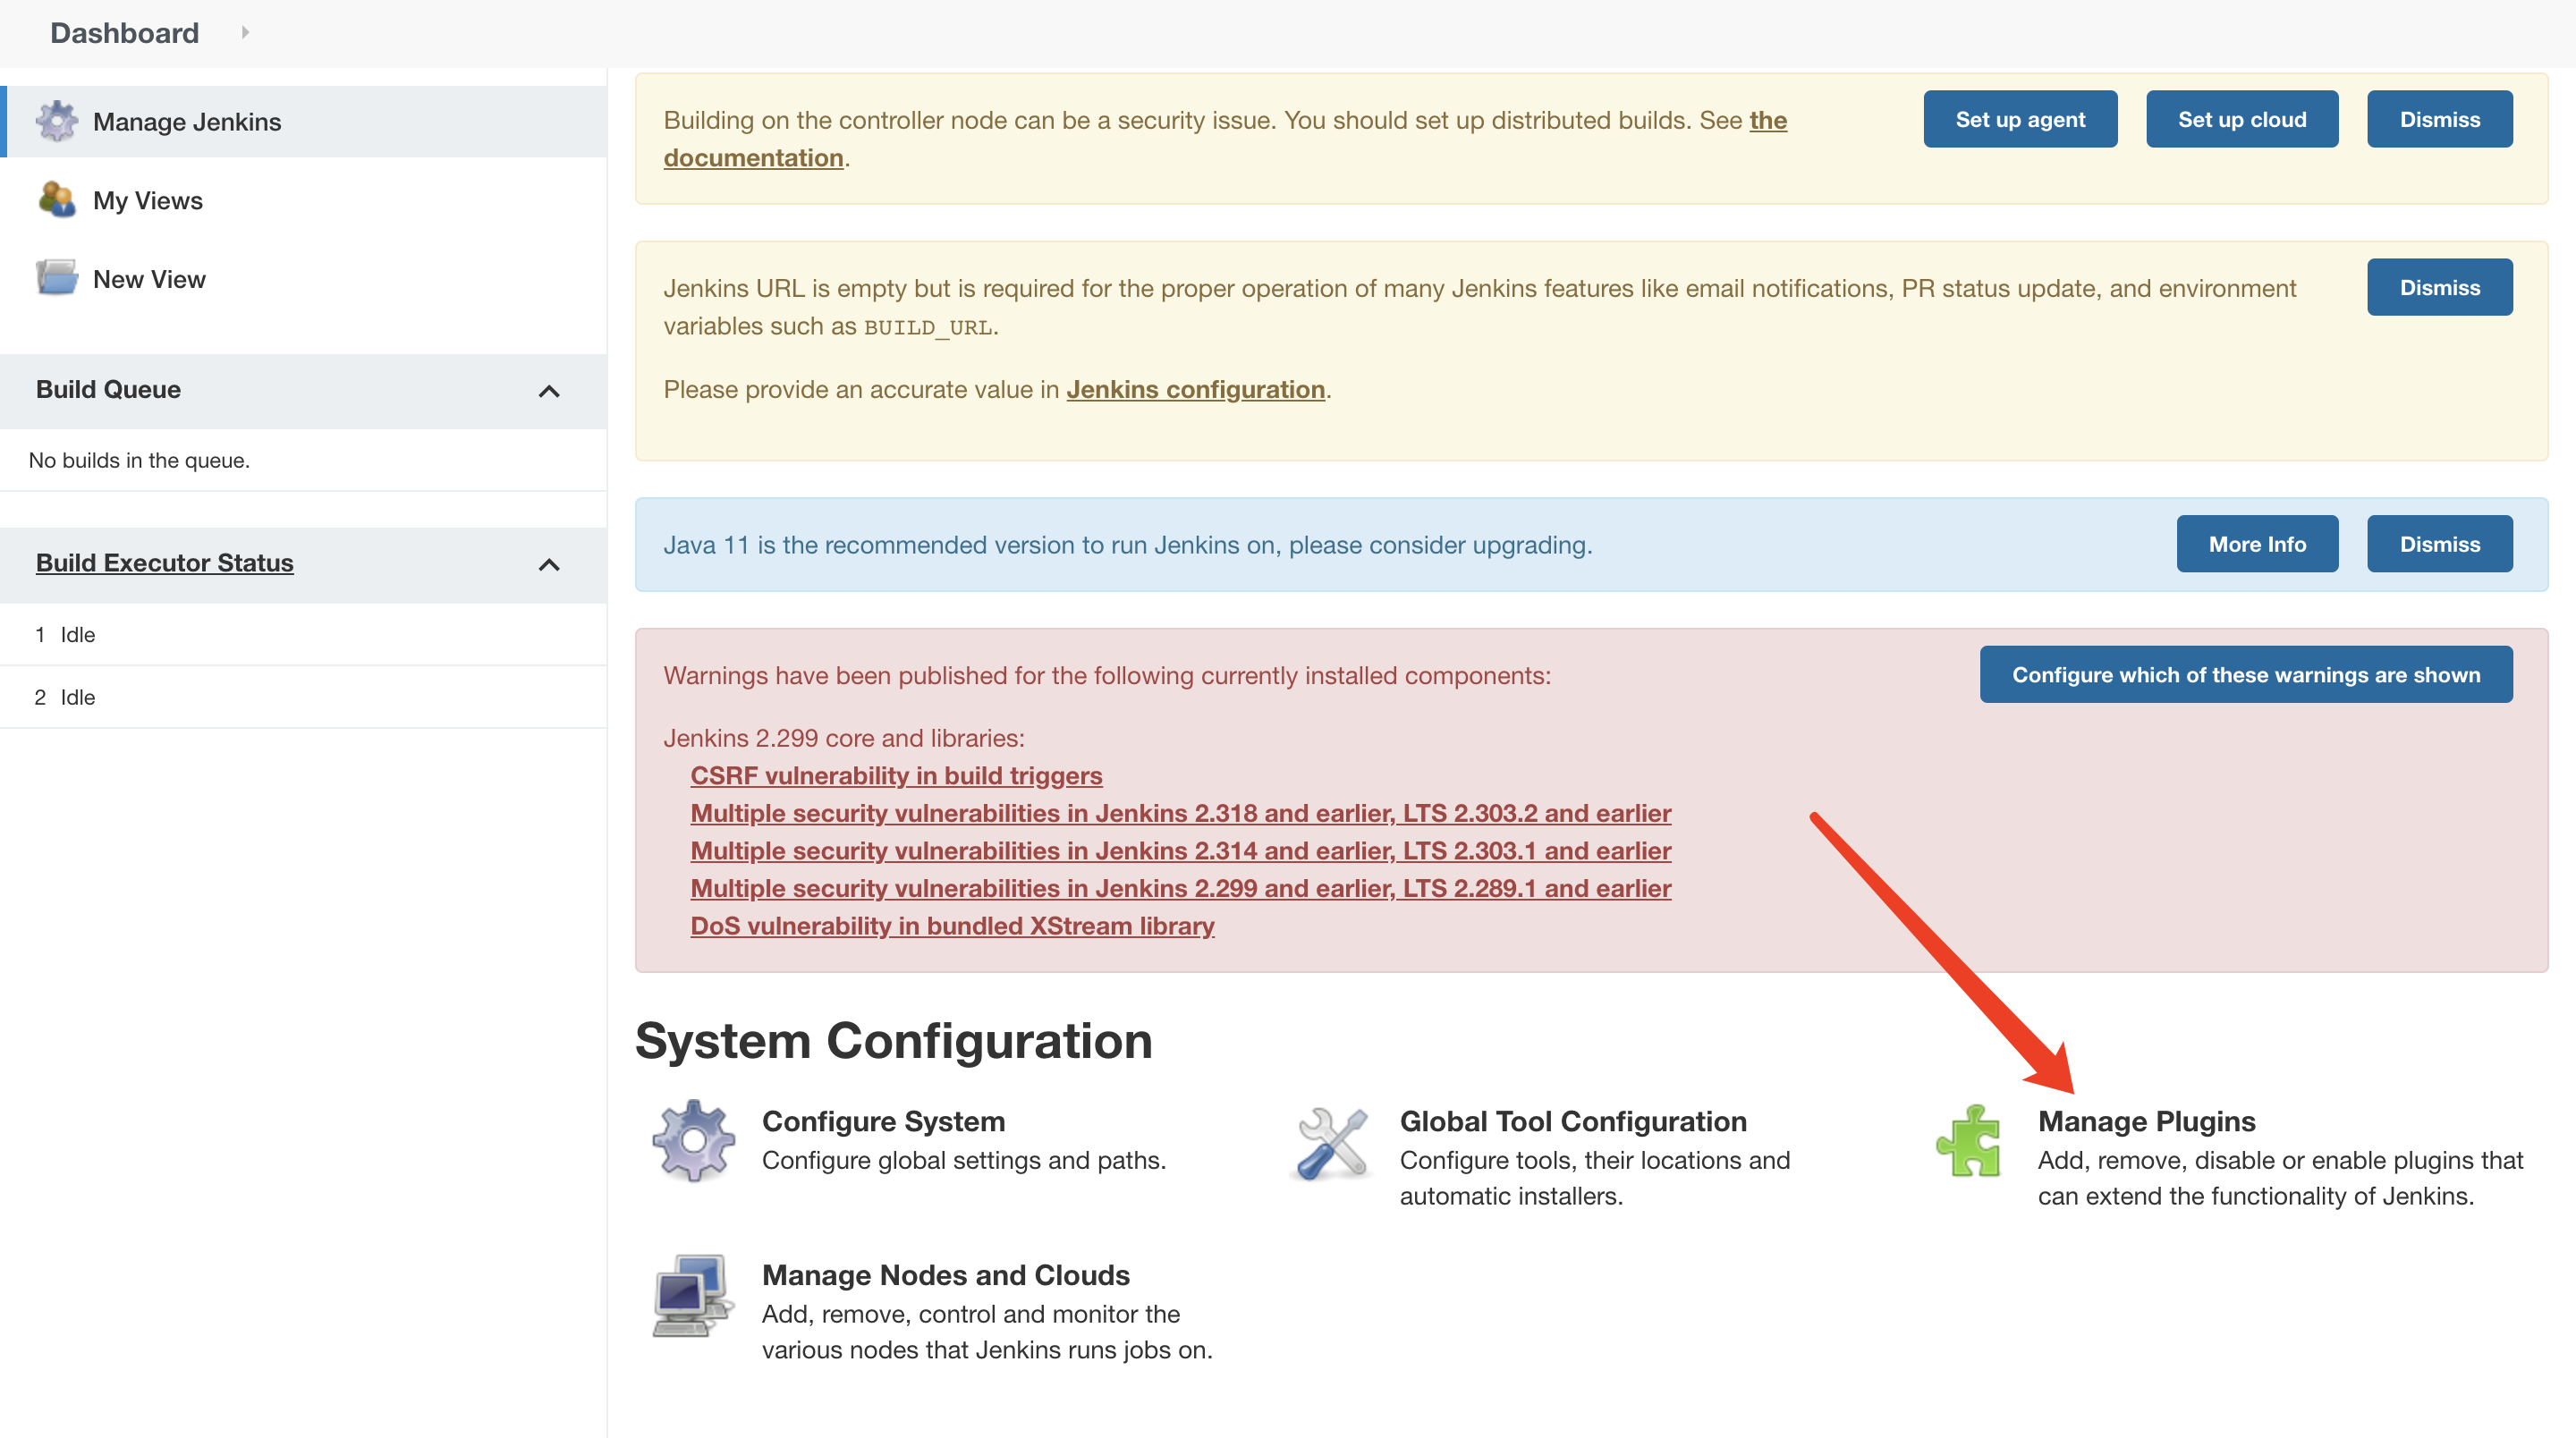 Dashboard
Manage Jenkins
My Views
New View
Build Queue
No builds in the queue.
Build Executor Status
1 Idle
2 Idle
Building on the controller node can be a security issue. You should set up distributed builds. See the
documentation.
Set up agent
Set up cloud
Dismiss
Jenkins URL is empty but is required for the proper operation of many Jenkins features like email notifications, PR status update, and environment
variables such as BUILD_URL.
Dismiss
Please provide an accurate value in Jenkins configuration.
Java 11 is the recommended version to run Jenkins on, please consider upgrading.
More Info
Dismiss
Warnings have been published for the following currently installed components:
Configure which of these warnings are shown
Jenkins 2.299 core and libraries:
CSRF vulnerability in build triggers
Multiple security vulnerabilities in Jenkins 2.318 and earlier, LTS 2.303.2 and earlier
Multiple security vulnerabilities in Jenkins 2.314 and earlier, LTS 2.303.1 and earlier
Multiple security vulnerabilities in Jenkins 2.299 and earlier, LTS 2.289.1 and earlier
DoS vulnerability in bundled XStream library
System Configuration
Configure System
Configure global settings and paths.
Global Tool Configuration
Configure tools, their locations and
automatic installers.
Manage Plugins
Add, remove, disable or enable plugins that
can extend the functionality of Jenkins.
Manage Nodes and Clouds
Add, remove, control and monitor the
various nodes that Jenkins runs jobs on.